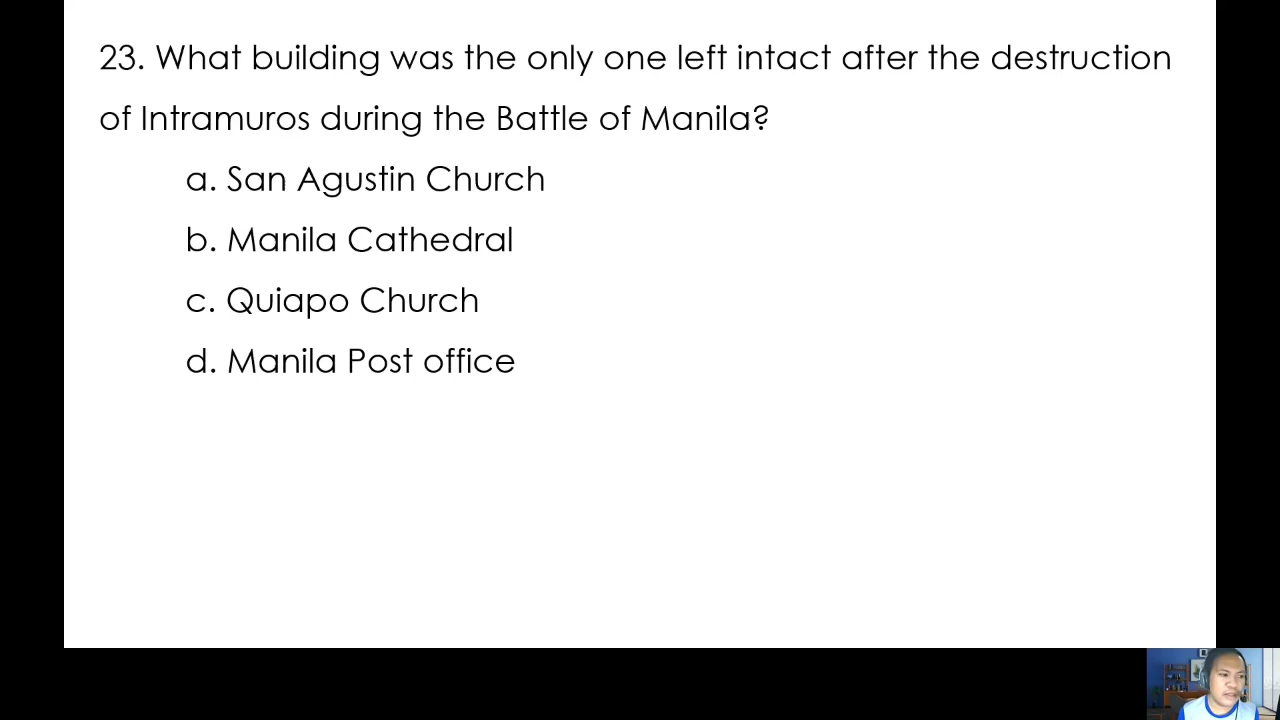 23. What building was the only one left intact after the destruction
of Intramuros during the Battle of Manila?
a. San Agustin Church
b. Manila Cathedral
c. Quiapo Church
d. Manila Post office